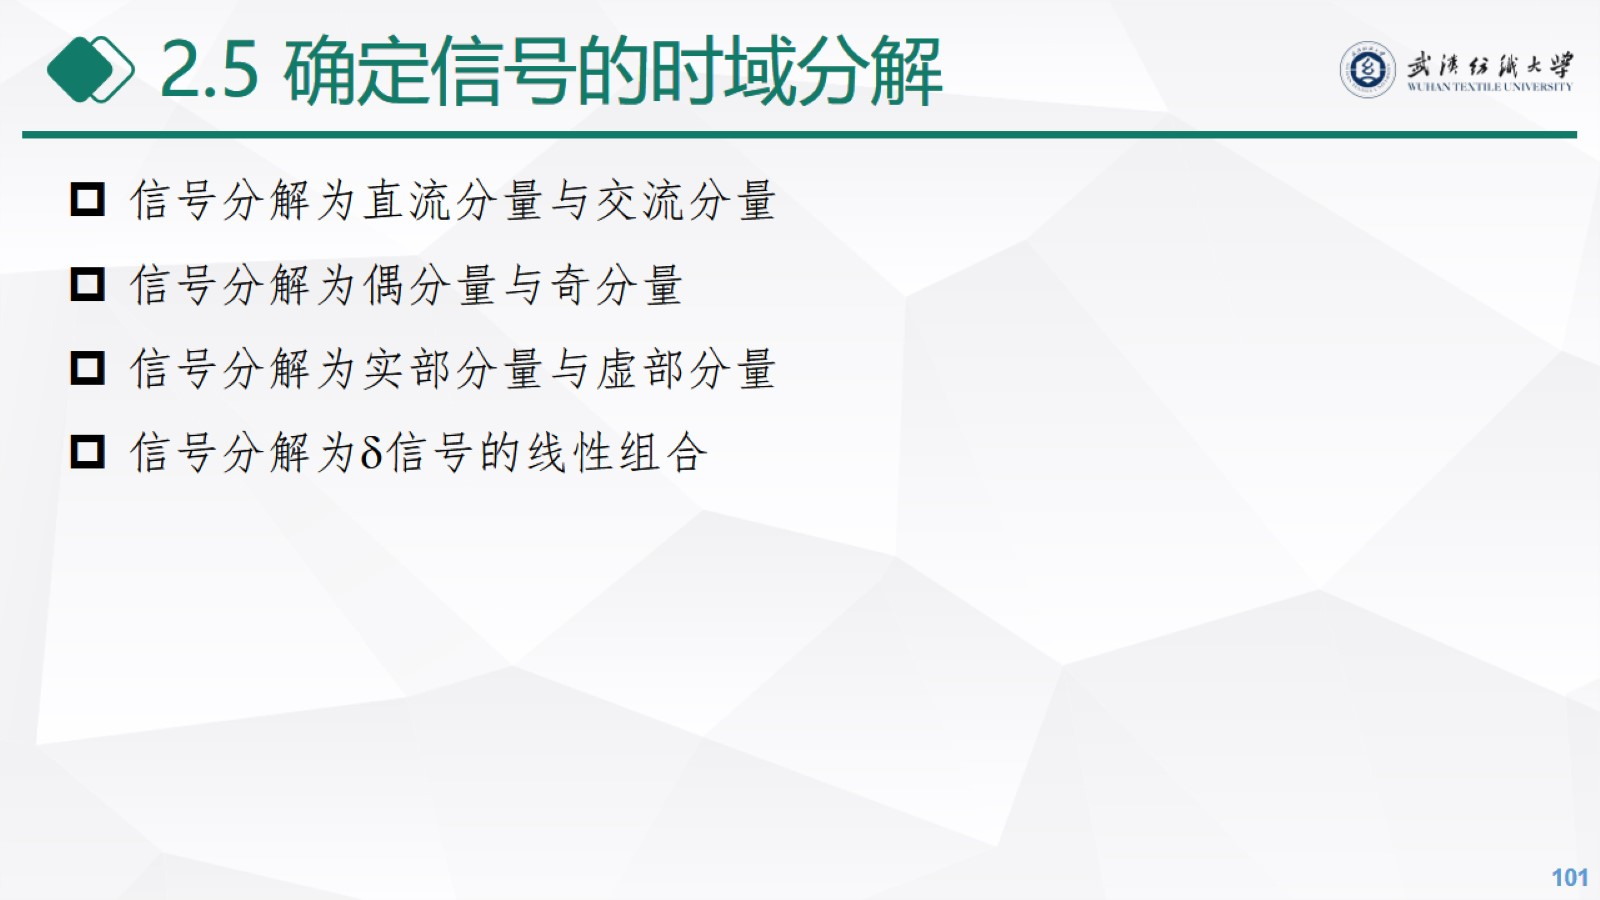 2.5 确定信号的时域分解
武汉纺织大学
WUHAN TEXTILE UNIVERSITY
信号分解为直流分量与交流分量
信号分解为偶分量与奇分量
信号分解为实部分量与虚部分量
信号分解为δ信号的线性组合
101